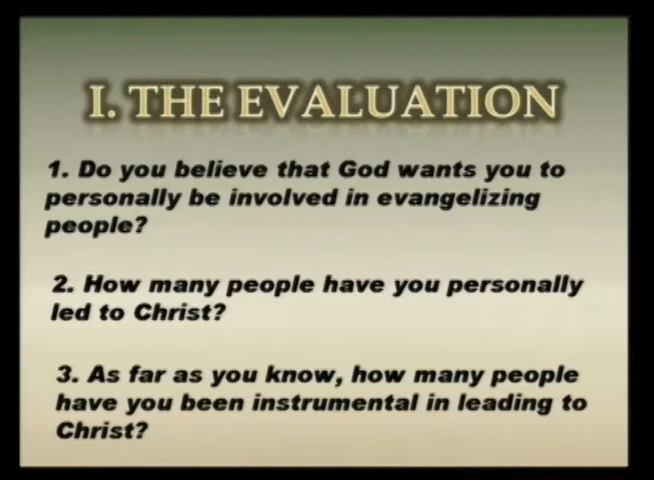 I. THE EVALUATION
1. Do you believe that God wants you to
personally be involved in evangelizing
people?
2. How many people have you personally
led to Christ?
3. As far as you know, how many people
have you been instrumental in leading to
Christ?